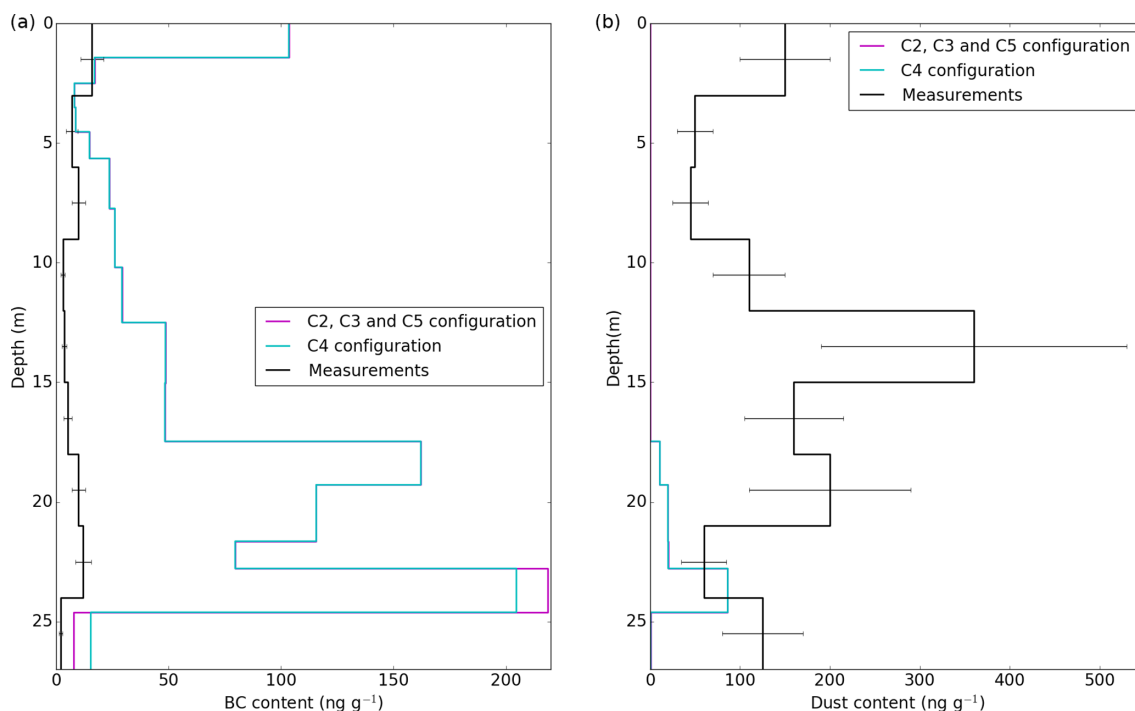 (a)
0
5
10
15
20
25
Depth (m)
C2, C3 and C5 configuration
C4 configuration
Measurements
0
50
100
150
200
BC content (ng g⁻¹)
(b)
0
5
10
15
20
25
Depth(m)
C2, C3 and C5 configuration
C4 configuration
Measurements
0
100
200
300
400
500
Dust content (ng g⁻¹)